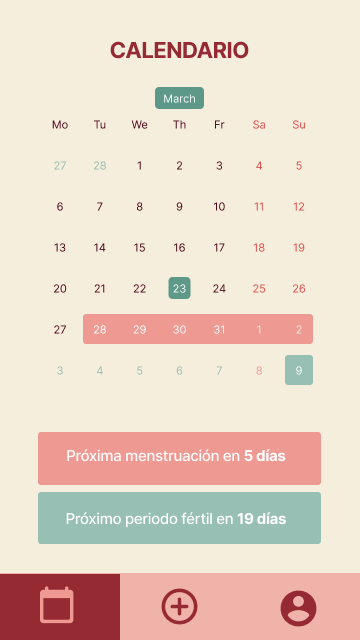 CALENDARIO
March
Mo Tu We Th Fr Sa Su
27 28 1 2 3 4 5
6 7 8 9 10 11 12
13 14 15 16 17 18 19
20 21 22 23 24 25 26
27 28 29 30 31 1 2
3 4 5 6 7 8 9
Próxima menstruación en 5 días
Próximo periodo fértil en 19 días